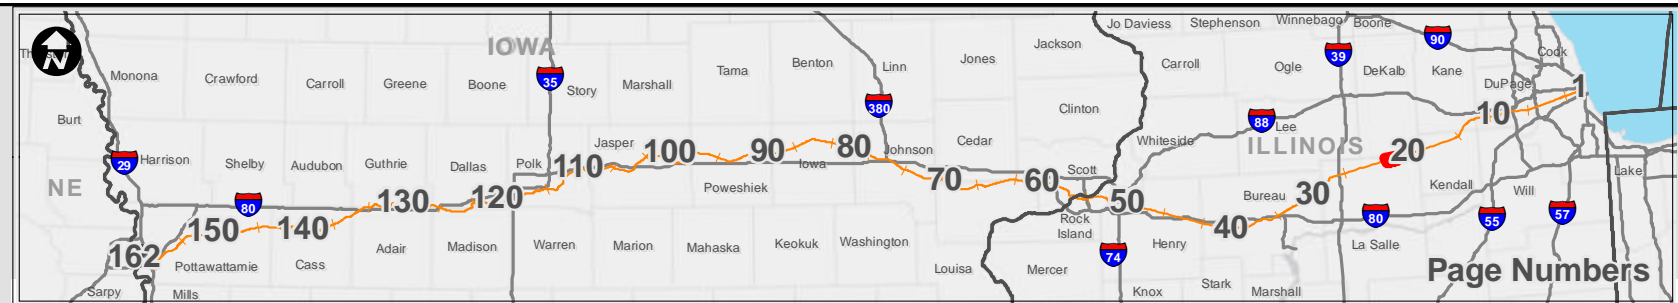 Jo Daviess Stephenson Winnebago Boone
90
IOWA
39
Cook
Jackson
N
Monona
Crawford
Carroll
Greene
Boone
35
Story
Marshall
Tama
Benton
Linn
Jones
Carroll
Ogle
DeKalb
Kane
DuPage
1
Burt
380
Clinton
88
Lee
10
Whiteside
ILLINOIS
29
Harrison
Shelby
Audubon
Guthrie
Dallas
Polk
110
Jasper
100
90
Iowa
80
Johnson
Cedar
Scott
20
Lake
NE
80
Poweshiek
70
60
50
Bureau
30
Kendall
Will
162
150
140
130
120
Rock
Island
40
80
55
57
Pottawattamie
Cass
Adair
Madison
Warren
Marion
Mahaska
Keokuk
Washington
Louisa
Mercer
74
Henry
La Salle
Sarpy
Mills
Knox
Stark
Marshall
Page Numbers